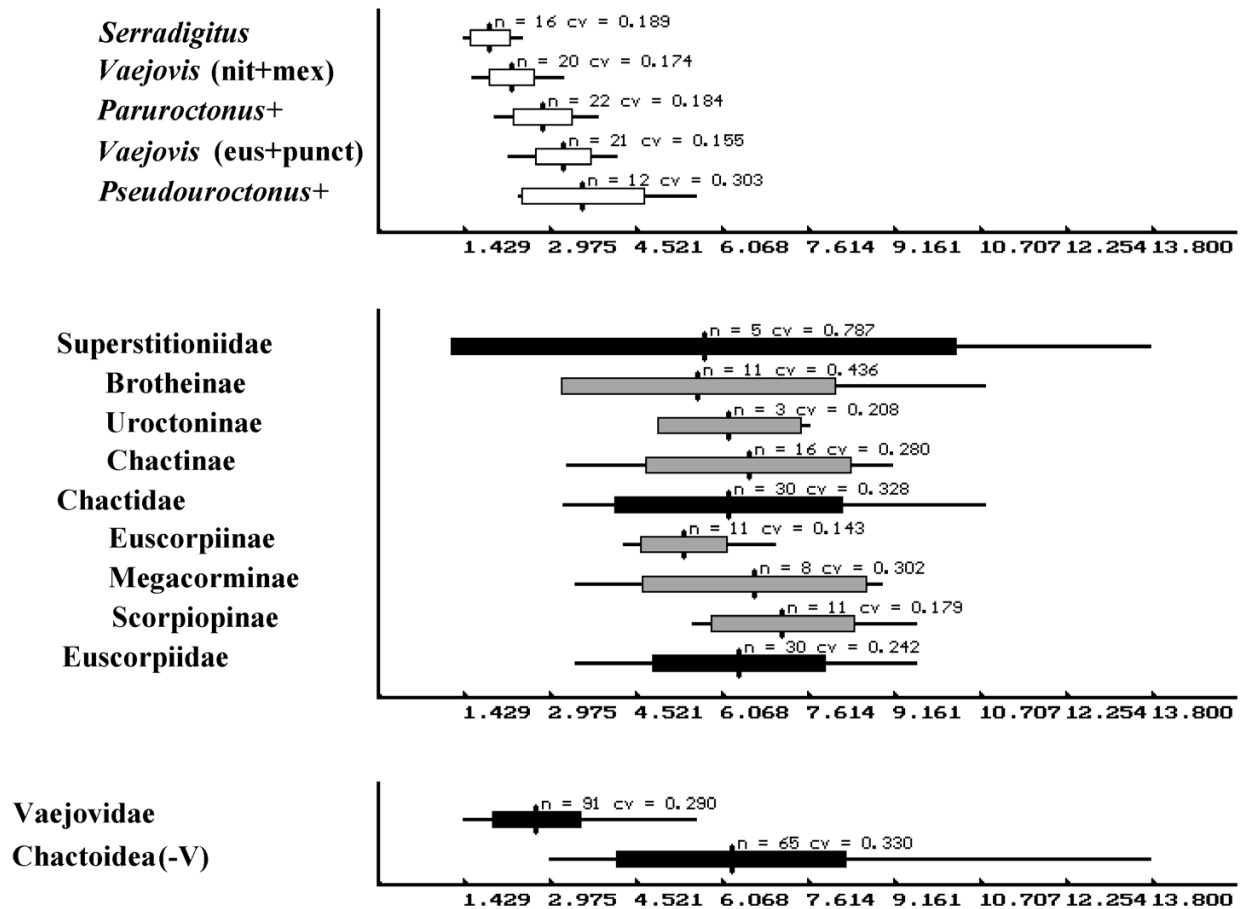 Serradigitus n = 16 cv = 0.189
Vaejovis (nit+mex) n = 20 cv = 0.174
Paruroctonus+ n = 22 cv = 0.184
Vaejovis (eus+punct) n = 21 cv = 0.155
Pseudouroctonus+ n = 12 cv = 0.303
1.429 2.975 4.521 6.068 7.614 9.161 10.707 12.254 13.800
Superstitioniidae n = 5 cv = 0.787
Brotheinae n = 11 cv = 0.436
Uroctoninae n = 3 cv = 0.208
Chactinae n = 16 cv = 0.280
Chactidae n = 30 cv = 0.328
Euscorpiinae n = 11 cv = 0.143
Megacorminae n = 8 cv = 0.302
Scorpiopinae n = 11 cv = 0.179
Euscorpiidae n = 30 cv = 0.242
1.429 2.975 4.521 6.068 7.614 9.161 10.707 12.254 13.800
Vaejovidae n = 91 cv = 0.290
Chactoidea (-V) n = 65 cv = 0.330
1.429 2.975 4.521 6.068 7.614 9.161 10.707 12.254 13.800